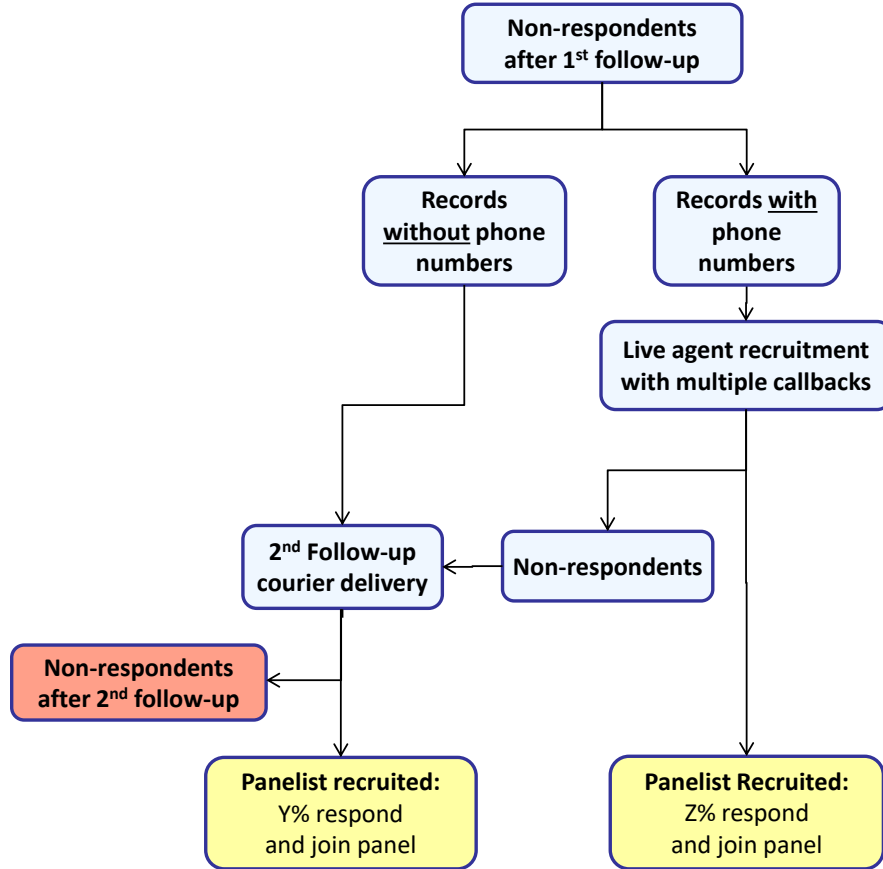 Non-respondents
after 1st follow-up
Records
without phone
numbers
Records with
phone
numbers
Live agent recruitment
with multiple callbacks
2nd Follow-up
courier delivery
Non-respondents
Non-respondents
after 2nd follow-up
Panelist recruited:
Y% respond
and join panel
Panelist Recruited:
Z% respond
and join panel